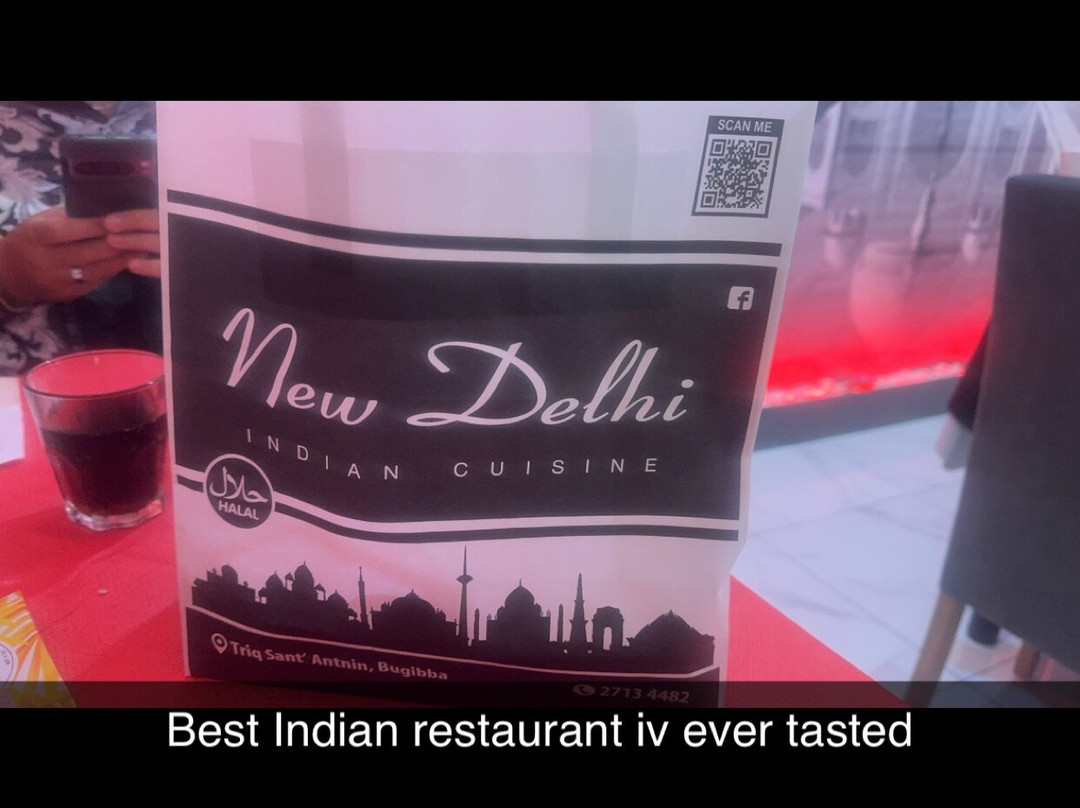 SCAN ME
New Delhi
INDIAN CUISINE
حلال
HALAL
Triq Sant' Antnin, Bugibba
2713 4482
Best Indian restaurant iv ever tasted